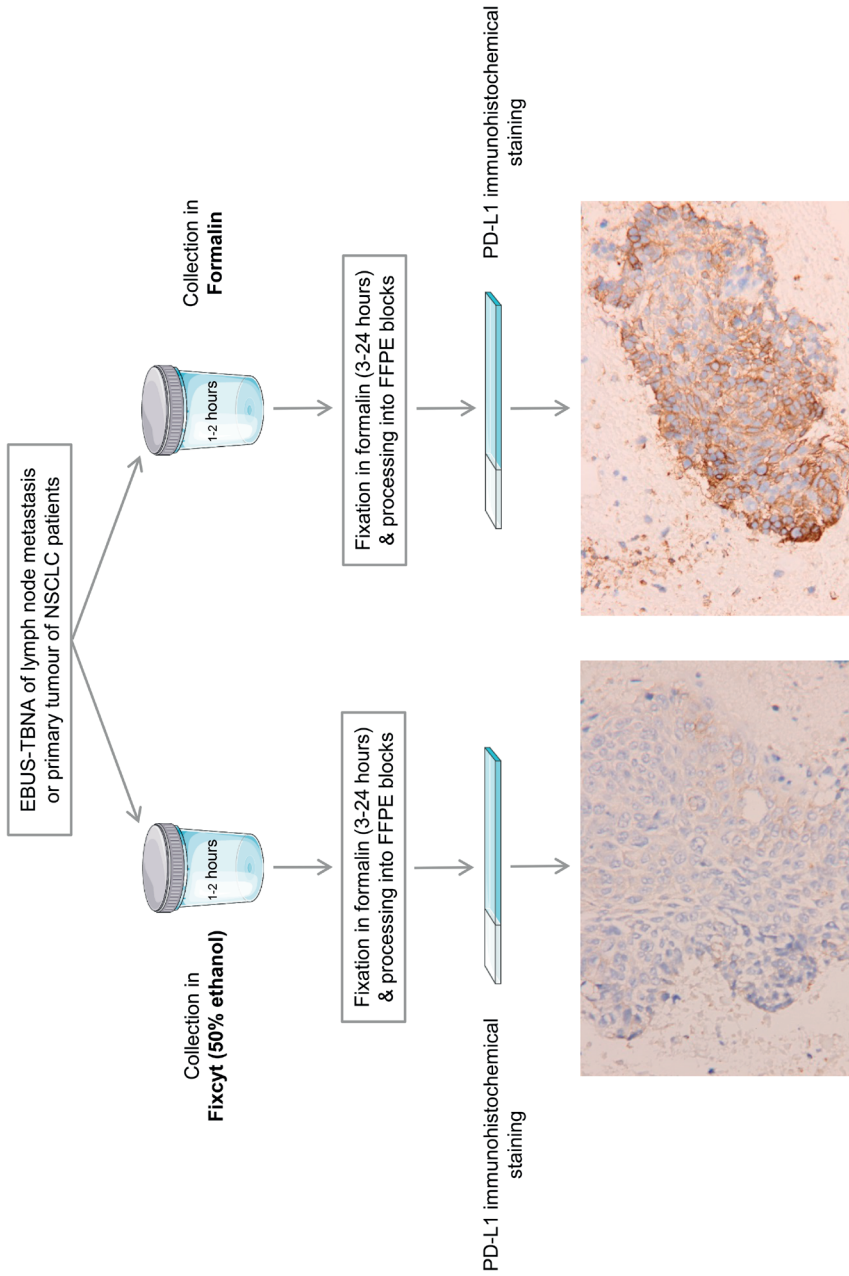 EBUS-TBNA of lymph node metastasis
or primary tumour of NSCLC patients
Collection in
Fixcyt (50% ethanol)
1-2 hours
1-2 hours
Collection in
Formalin
Fixation in formalin (3-24 hours)
& processing into FFPE blocks
Fixation in formalin (3-24 hours)
& processing into FFPE blocks
PD-L1 immunohistochemical
staining
PD-L1 immunohistochemical
staining